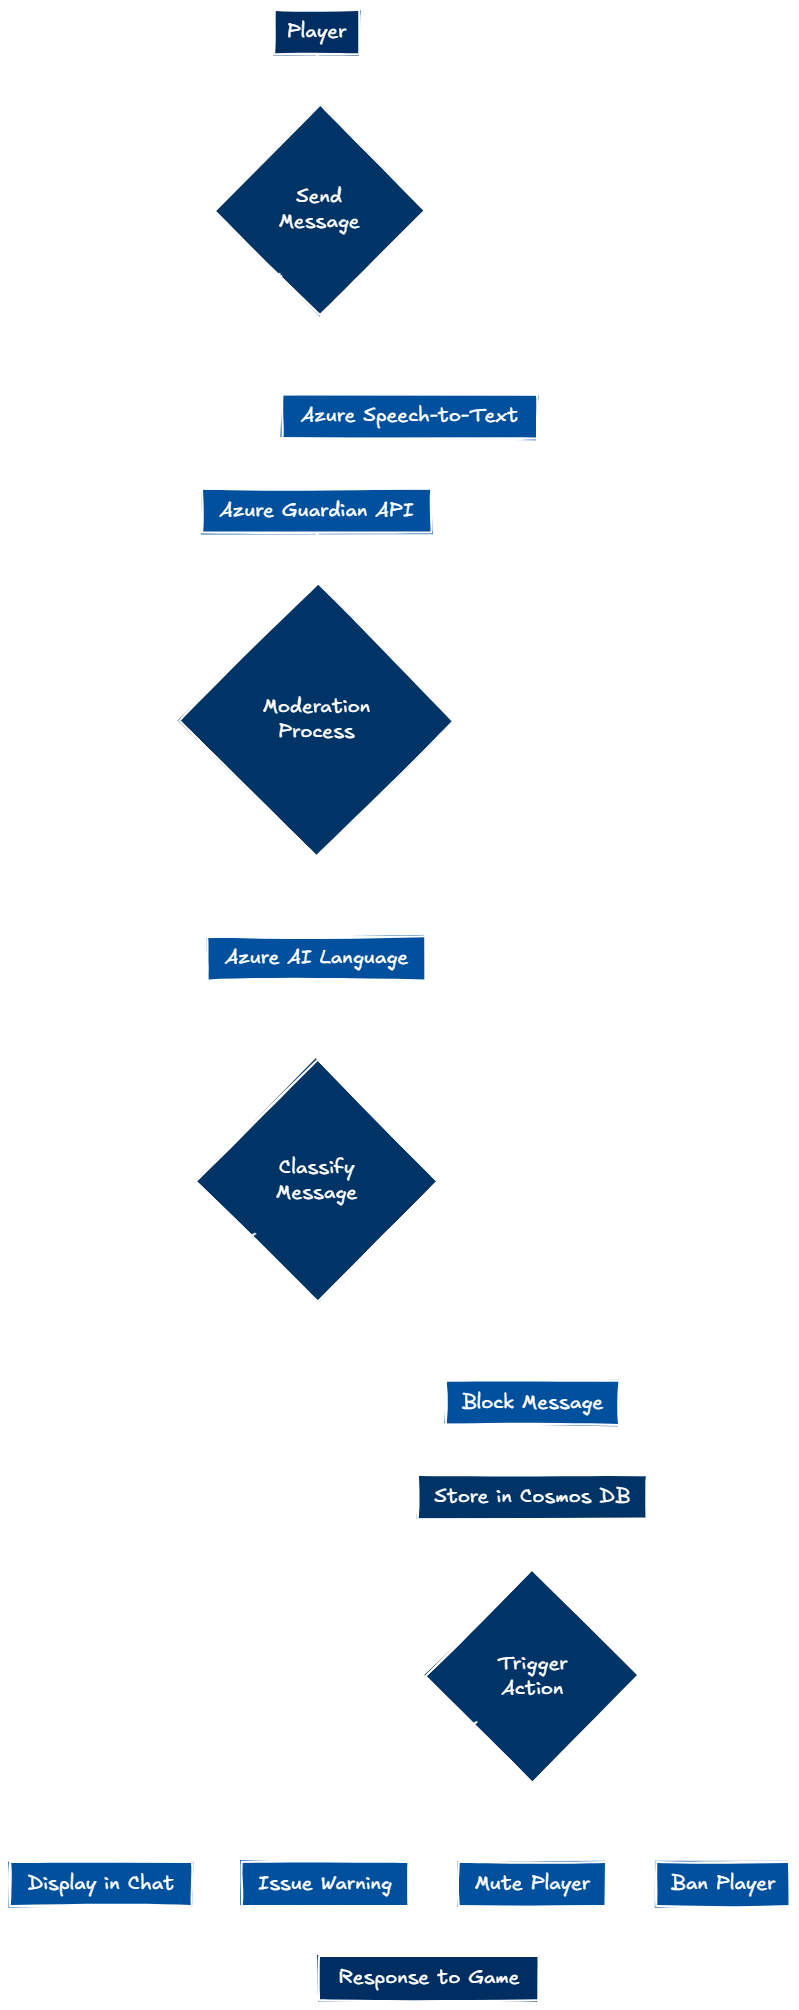 Player
Send
Message
Azure Speech-to-Text
Azure Guardian API
Moderation
Process
Azure AI Language
Classify
Message
Block Message
Store in Cosmos DB
Trigger
Action
Display in Chat
Issue Warning
Mute Player
Ban Player
Response to Game